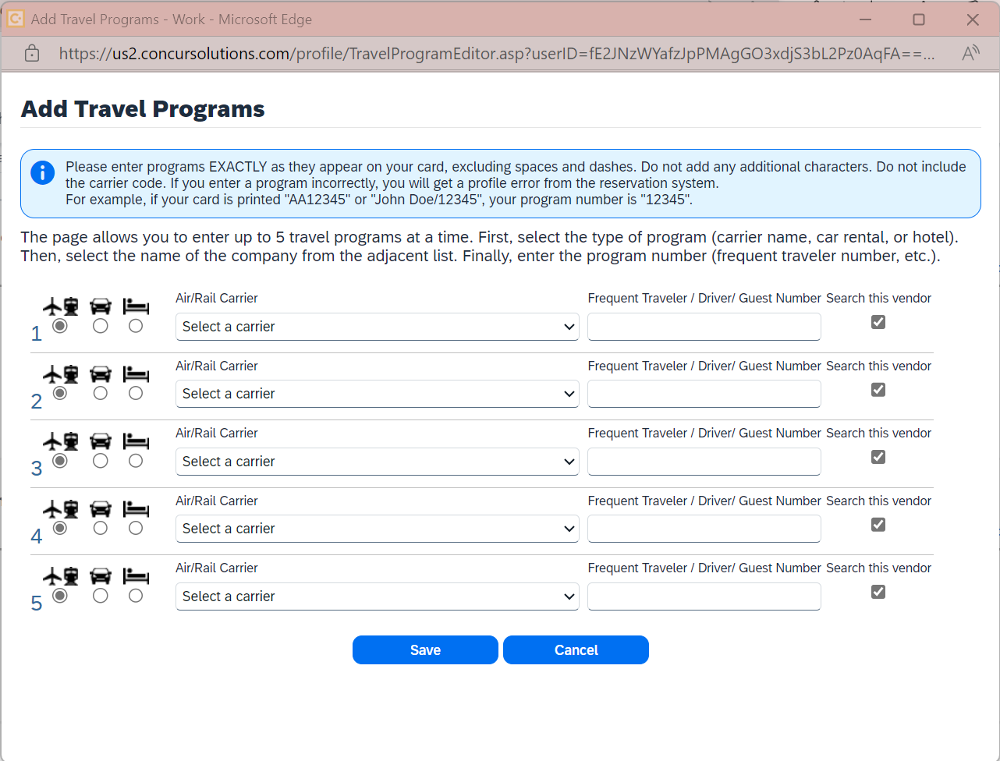 Add Travel Programs - Work - Microsoft Edge
https://us2.concursolutions.com/profile/TravelProgramEditor.asp?userID=fE2JNzWYafzJpPMAgGO3xdjS3bL2Pz0AqFA==...
Add Travel Programs
Please enter programs EXACTLY as they appear on your card, excluding spaces and dashes. Do not add any additional characters. Do not include
the carrier code. If you enter a program incorrectly, you will get a profile error from the reservation system.
For example, if your card is printed "AA12345" or "John Doe/12345", your program number is "12345".
The page allows you to enter up to 5 travel programs at a time. First, select the type of program (carrier name, car rental, or hotel).
Then, select the name of the company from the adjacent list. Finally, enter the program number (frequent traveler number, etc.).
Air/Rail Carrier Frequent Traveler / Driver/ Guest Number Search this vendor
1 Select a carrier
Air/Rail Carrier Frequent Traveler / Driver/ Guest Number Search this vendor
2 Select a carrier
Air/Rail Carrier Frequent Traveler / Driver/ Guest Number Search this vendor
3 Select a carrier
Air/Rail Carrier Frequent Traveler / Driver/ Guest Number Search this vendor
4 Select a carrier
Air/Rail Carrier Frequent Traveler / Driver/ Guest Number Search this vendor
5 Select a carrier
Save Cancel